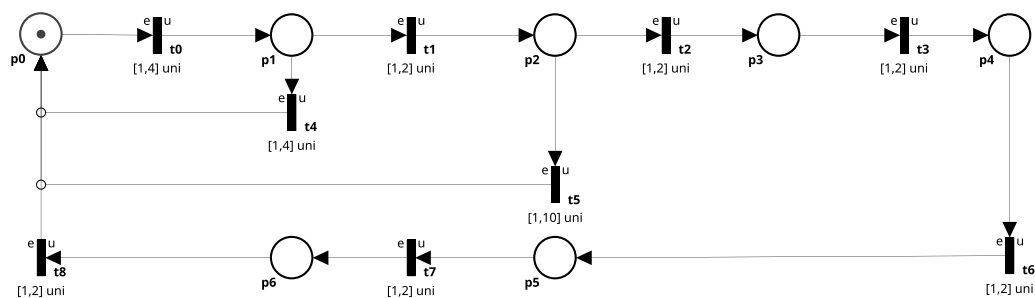 e u
e u
e u
e u
p0
t0
p1
t1
p2
t2
p3
t3
p4
[1,4] uni
[1,2] uni
[1,2] uni
[1,2] uni
e u
t4
[1,4] uni
e u
t5
[1,10] uni
e u
e u
e u
t8
p6
t7
p5
t6
[1,2] uni
[1,2] uni
[1,2] uni